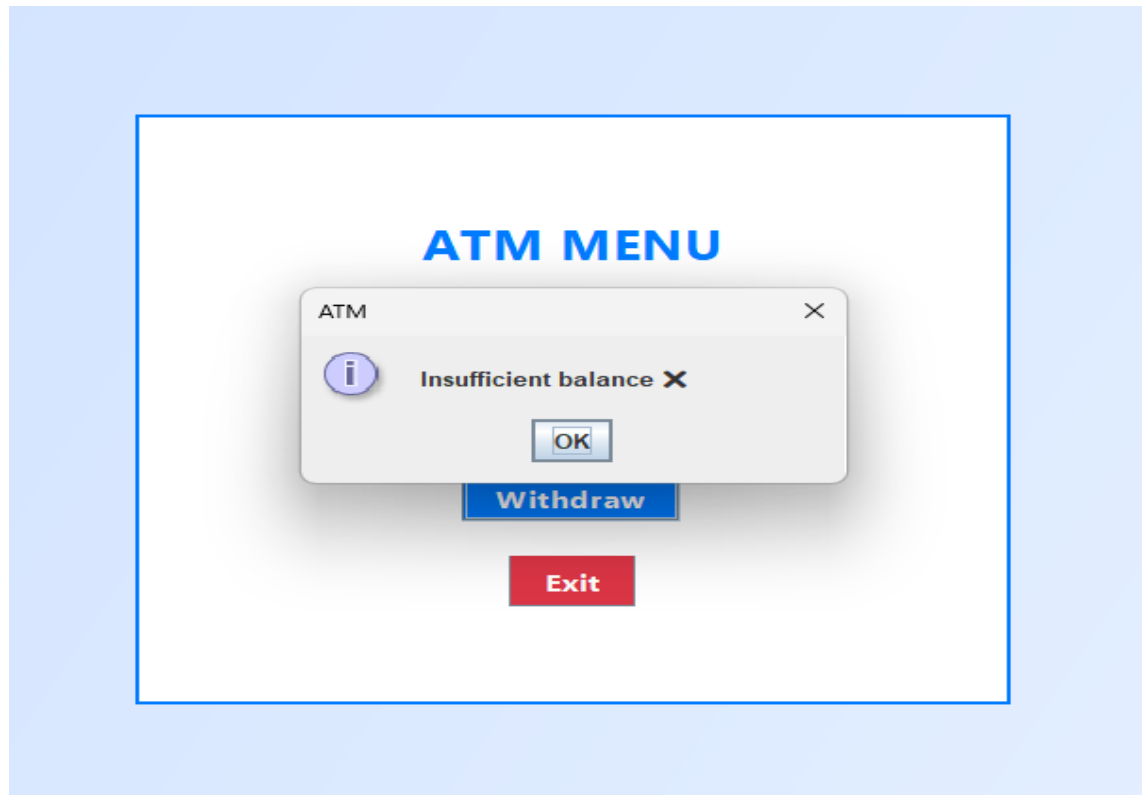 ATM MENU
ATM
Insufficient balance ❌
OK
Withdraw
Exit